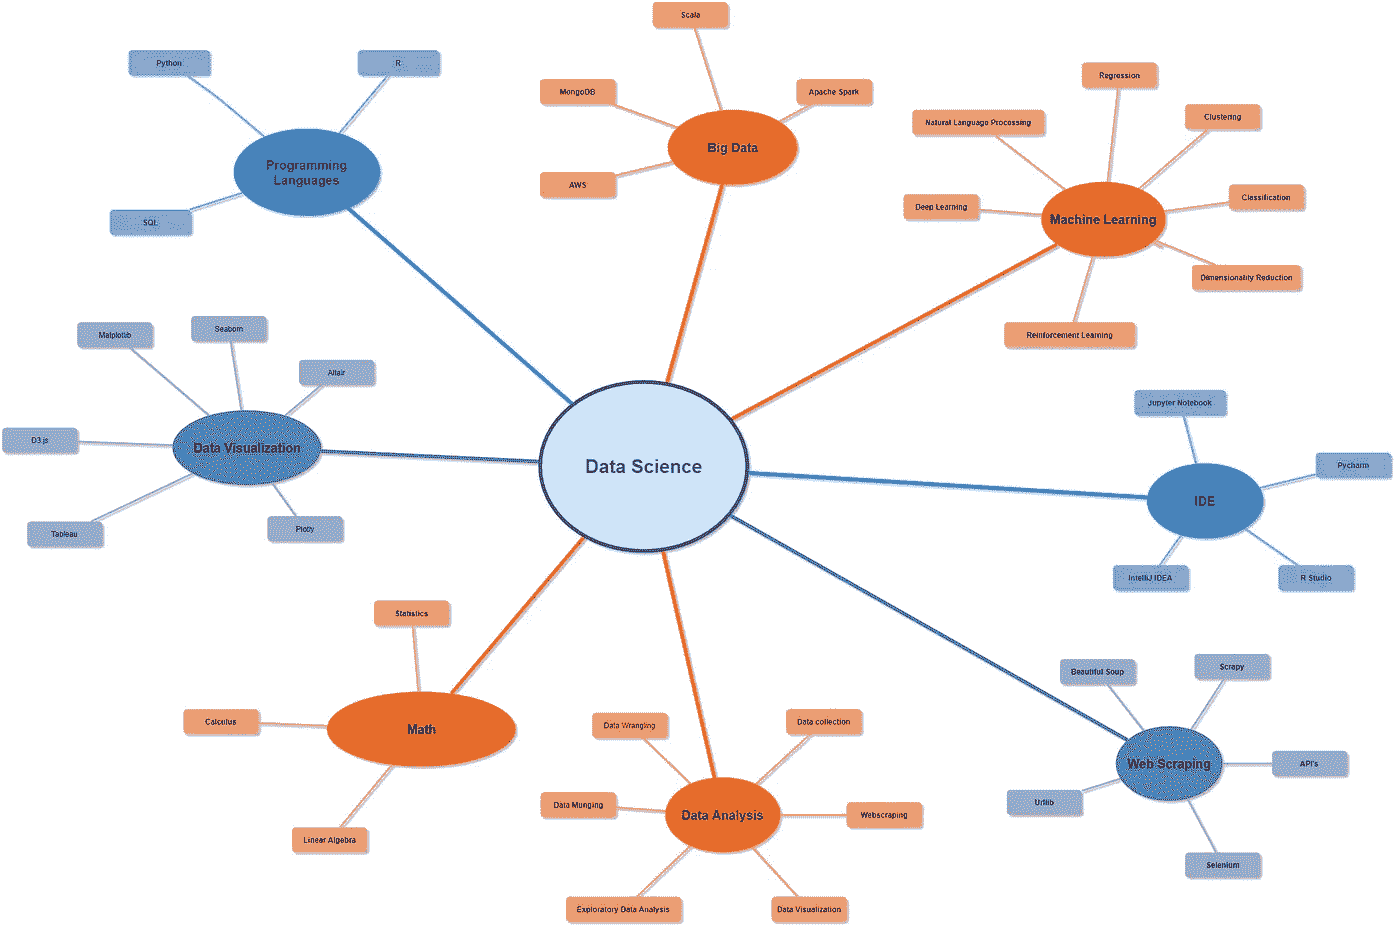 Scala
Python
R
MongoDB
Apache Spark
Big Data
AWS
Programming
Languages
SQL
Regression
Natural Language Processing
Clustering
Deep Learning
Classification
Machine Learning
Dimensionality Reduction
Reinforcement Learning
Malplotlib
Seaborn
Altair
D3.js
Data Visualization
Tableau
Plotly
Data Science
Jupyter Notebook
Pycharm
IDE
IntelliJ IDEA
R Studio
Statistics
Calculus
Math
Linear Algebra
Data Wrangling
Data collection
Data Munging
Data Analysis
Webscraping
Exploratory Data Analysis
Data Visualization
Beautiful Soup
Scrapy
Web Scraping
API's
Urllib
Selenium